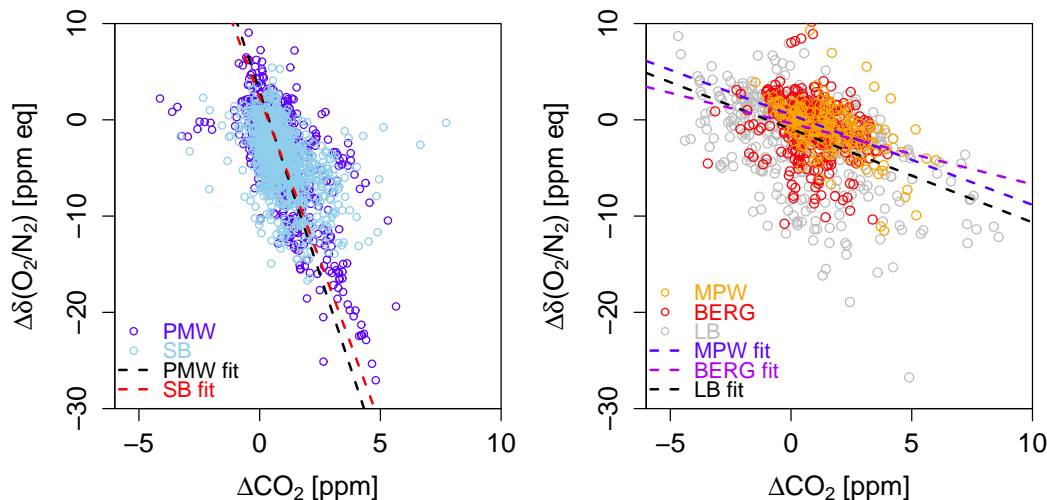 10
0
−10
−20
−30
Δδ(O₂/N₂) [ppm eq]
PMW
SB
PMW fit
SB fit
−5 0 5 10
ΔCO₂ [ppm]
10
0
−10
−20
−30
Δδ(O₂/N₂) [ppm eq]
MPW
BERG
LB
MPW fit
BERG fit
LB fit
−5 0 5 10
ΔCO₂ [ppm]